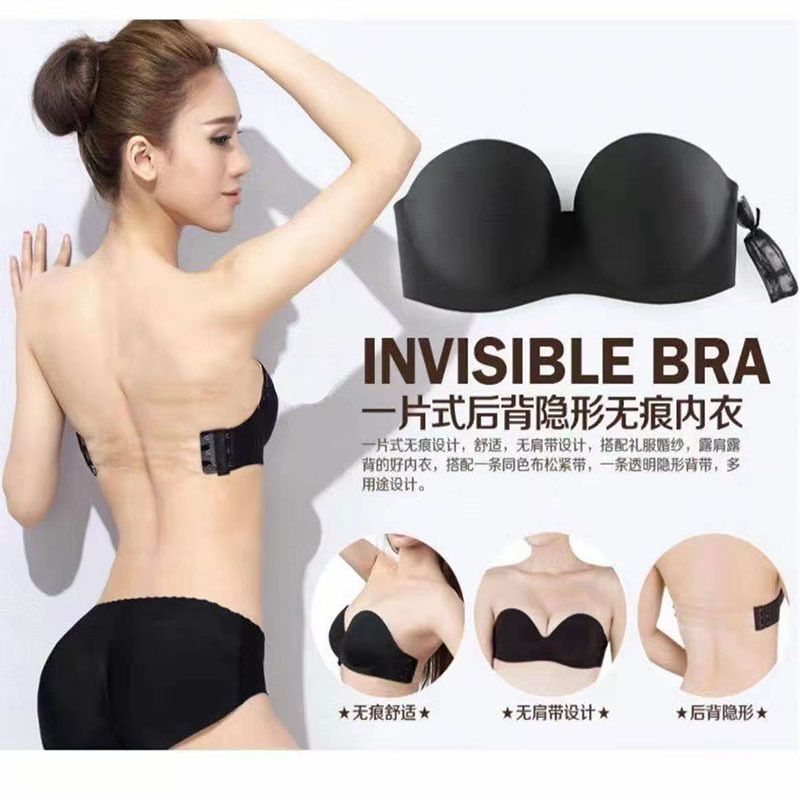 INVISIBLE BRA
一片式后背隐形无痕内衣
一片式无痕设计，舒适，无肩带设计，搭配礼服婚纱，露肩露
背的好内衣，搭配一条同色布松紧带，一条透明隐形背带，多
用途设计。
★无痕舒适★
★无肩带设计★
★后背隐形★